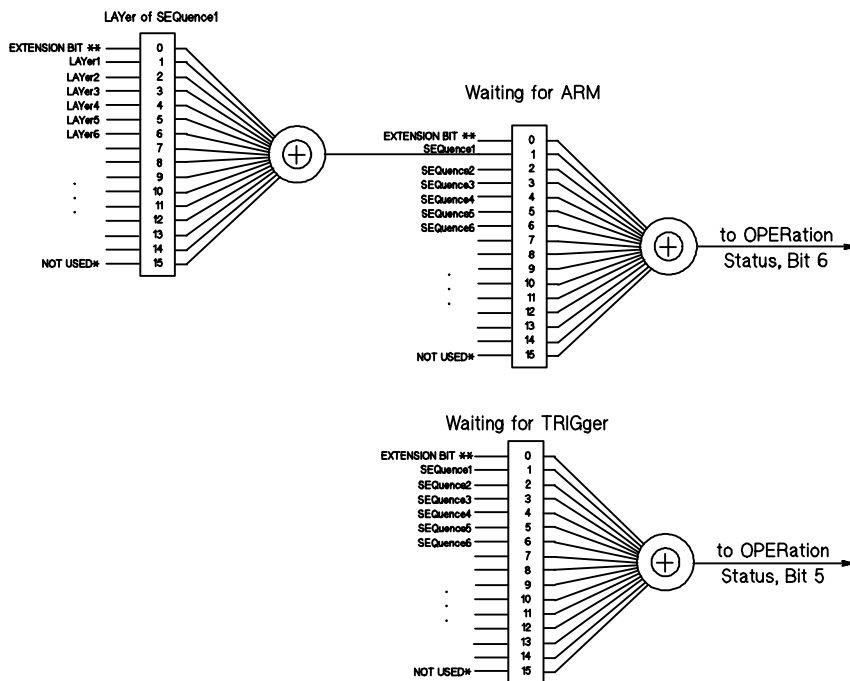 LAYer of SEQuence1
EXTENSION BIT ** 0
LAYer1 1
LAYer2 2
LAYer3 3
LAYer4 4
LAYer5 5
LAYer6 6
7
8
9
10
11
12
13
14
NOT USED* 15
Waiting for ARM
EXTENSION BIT ** 0
SEQuence1 1
SEQuence2 2
SEQuence3 3
SEQuence4 4
SEQuence5 5
SEQuence6 6
7
8
9
10
11
12
13
14
NOT USED* 15
to OPERation
Status, Bit 6
Waiting for TRIGger
EXTENSION BIT ** 0
SEQuence1 1
SEQuence2 2
SEQuence3 3
SEQuence4 4
SEQuence5 5
SEQuence6 6
7
8
9
10
11
12
13
14
NOT USED* 15
to OPERation
Status, Bit 5